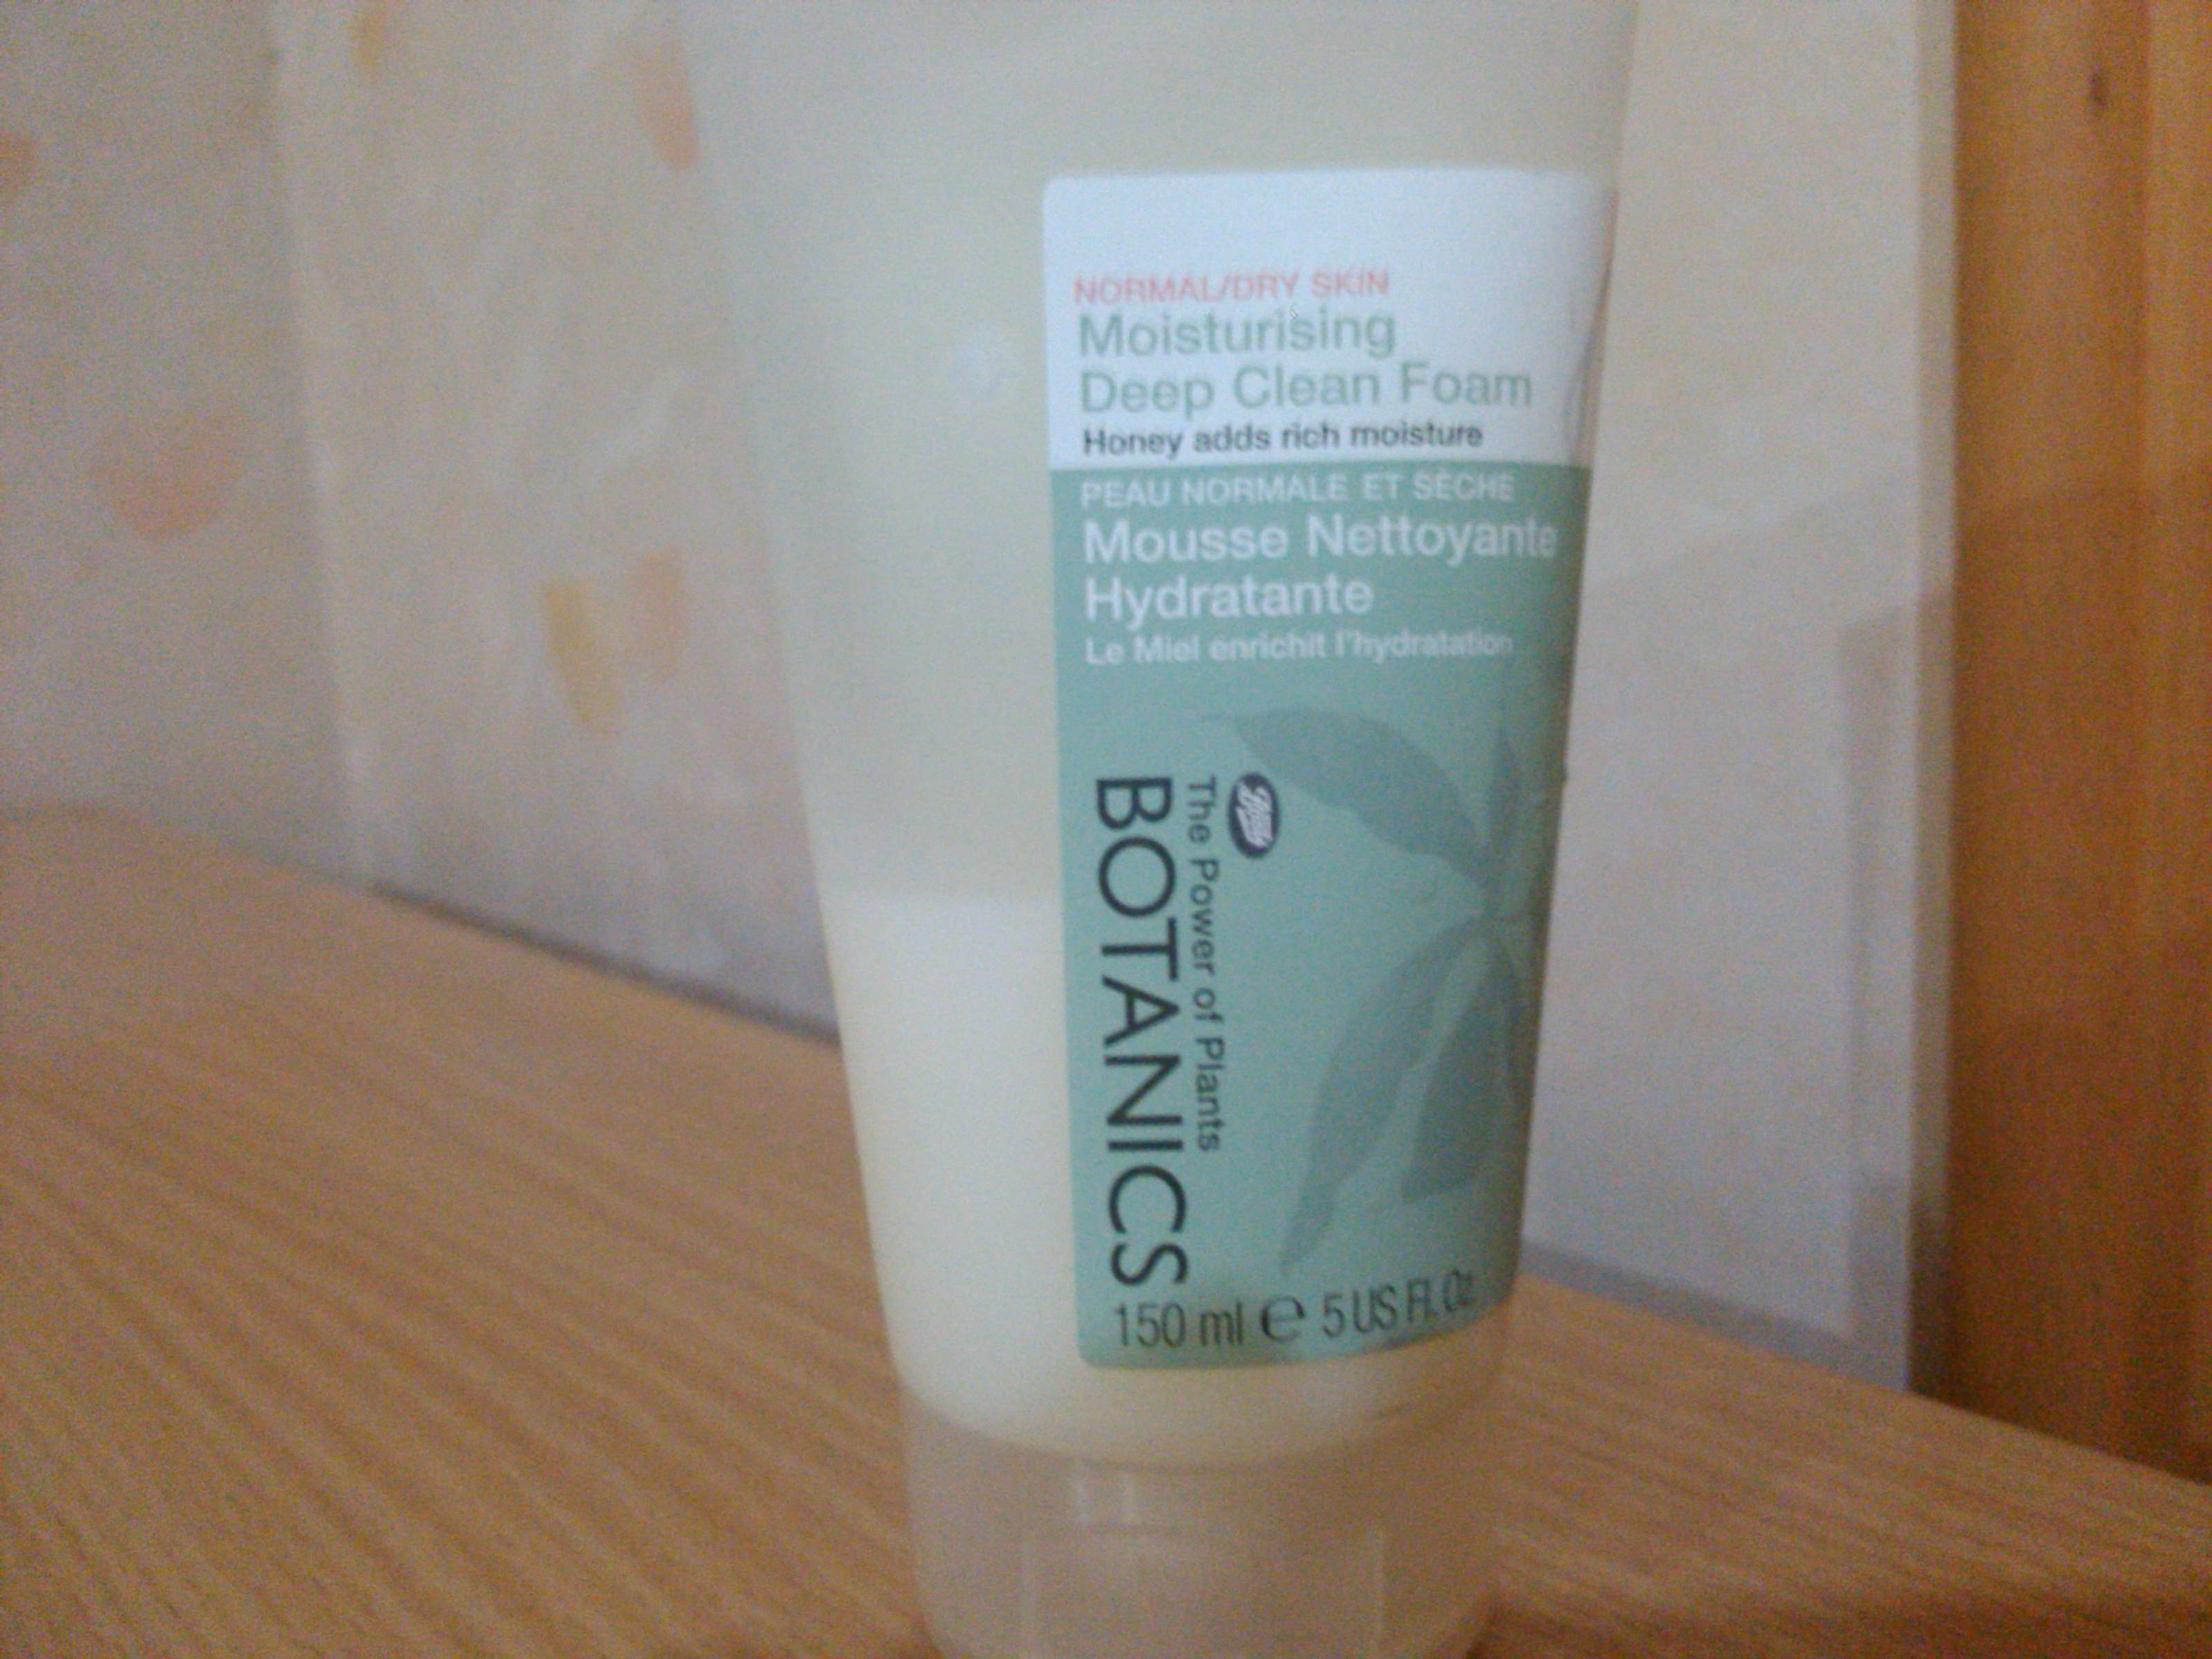 NORMAL/DRY SKIN
Moisturising
Deep Clean Foam
Honey adds rich moisture
PEAU NORMALE ET SÈCHE
Mousse Nettoyante
Hydratante
Le Miel enrichit l'hydratation
Boots
The Power of Plants
BOTANICS
150 ml e 5 US Fl. Oz